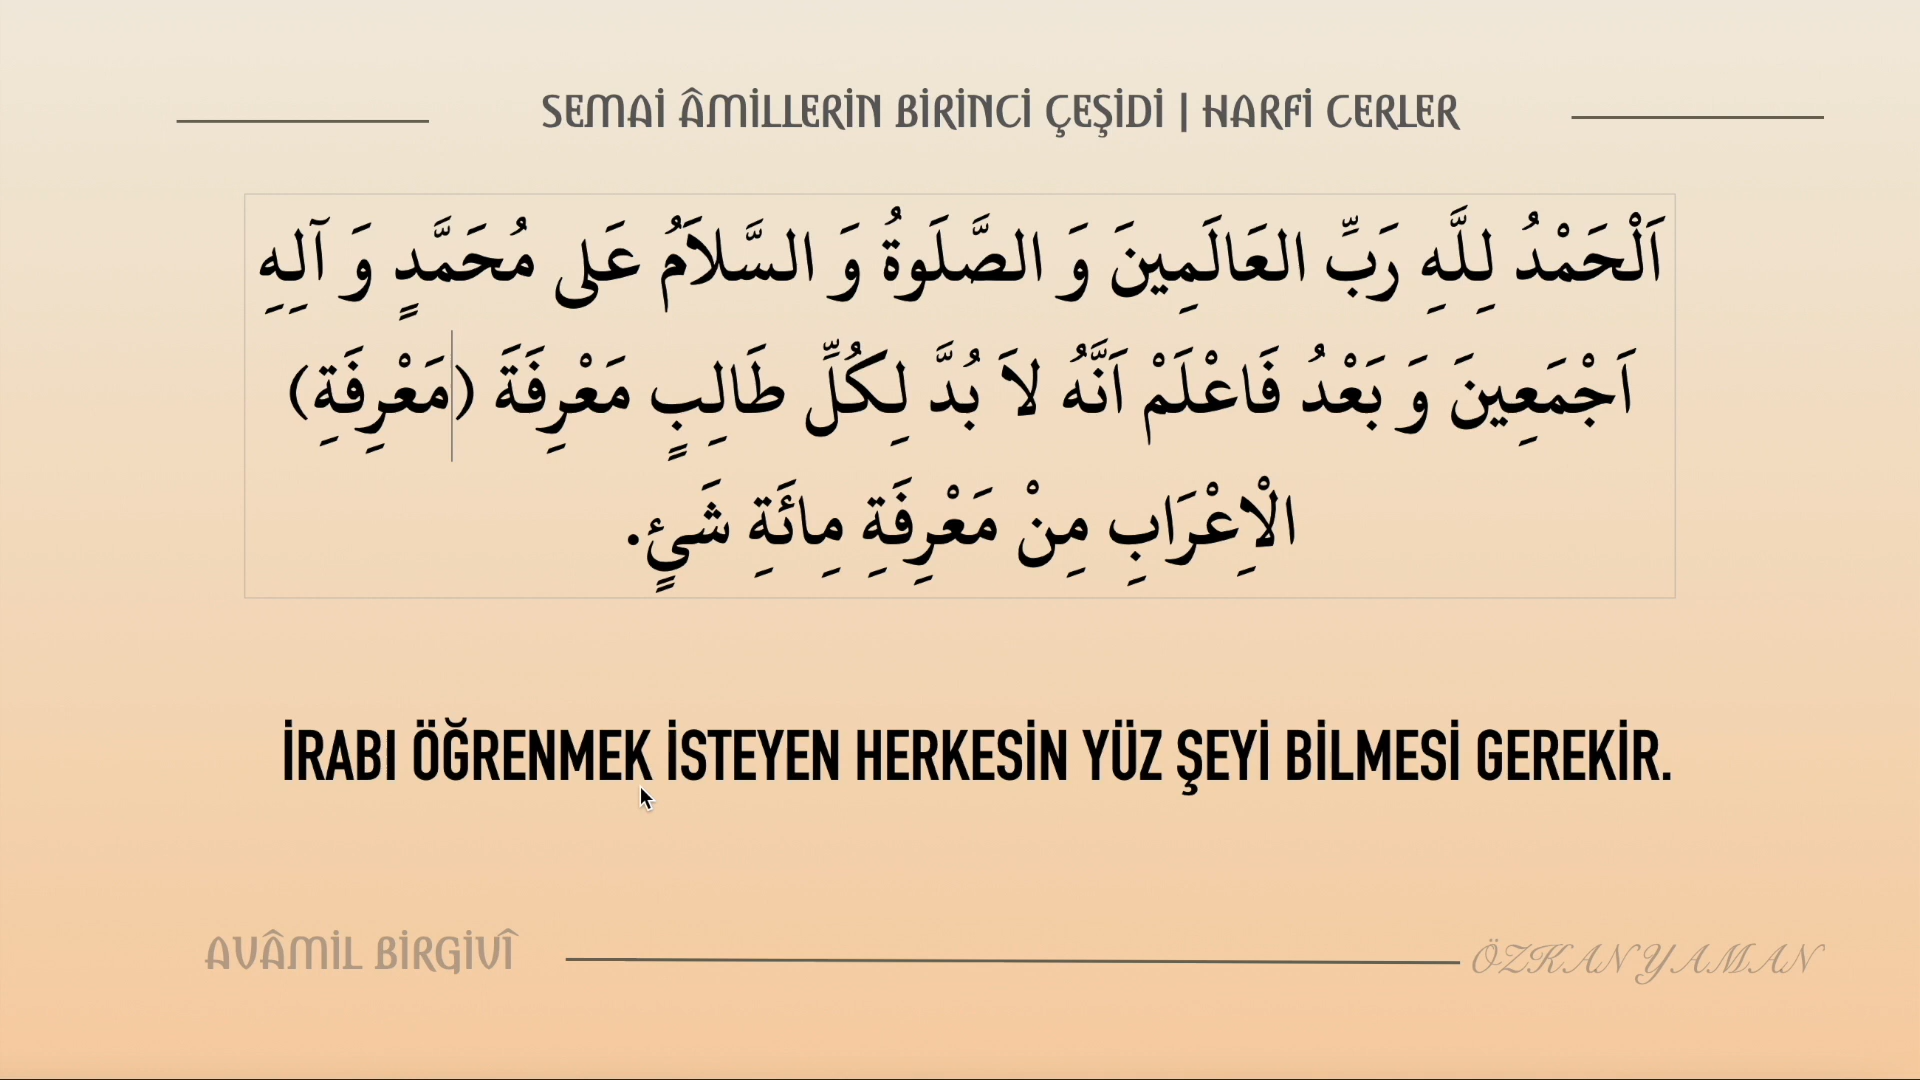 SEMAİ ÂMİLLERİN BİRİNCİ ÇEŞİDİ | HARFİ CERLER
اَلْحَمْدُ لِلَّهِ رَبِّ العَالَمِينَ وَ الصَّلَوةُ وَ السَّلاَمُ عَلى مُحَمَّدٍ وَ آلِهِ
اَجْمَعِينَ وَ بَعْدُ فَاعْلَمْ اَنَّهُ لاَ بُدَّ لِكُلِّ طَالِبٍ مَعْرِفَةَ (مَعْرِفَةِ)
الْاِعْرَابِ مِنْ مَعْرِفَةِ مِائَةِ شَئٍ.
İRABI ÖĞRENMEK İSTEYEN HERKESİN YÜZ ŞEYİ BİLMESİ GEREKİR.
AVÂMİL BİRGİVÎ
ÖZKAN YAMAN